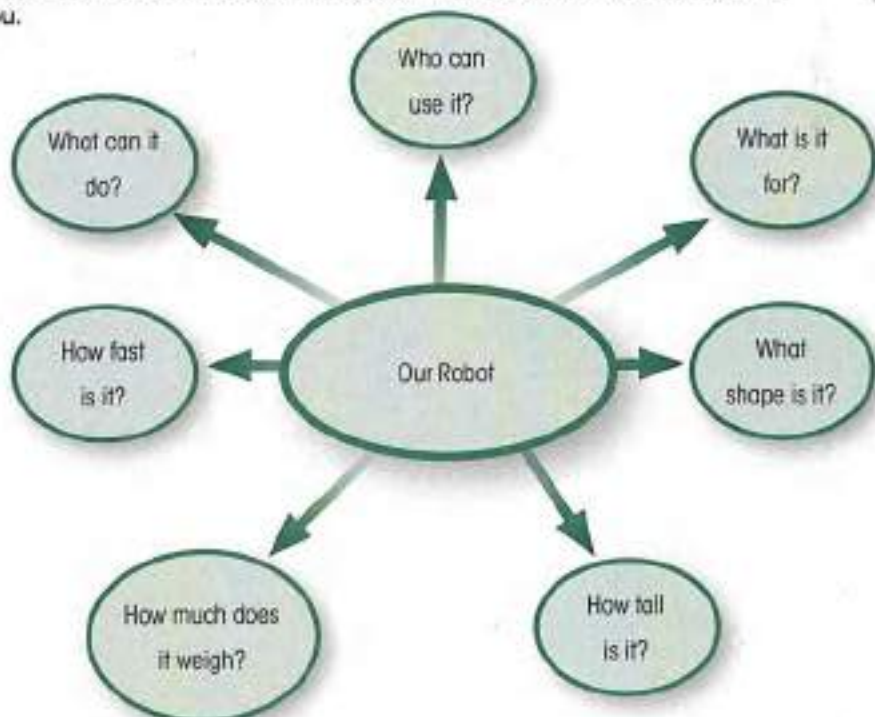 Who can
use it?
What can it
do?
What is it
for?
How fast
is it?
Our Robot
What
shape is it?
How much does
it weigh?
How tall
is it?